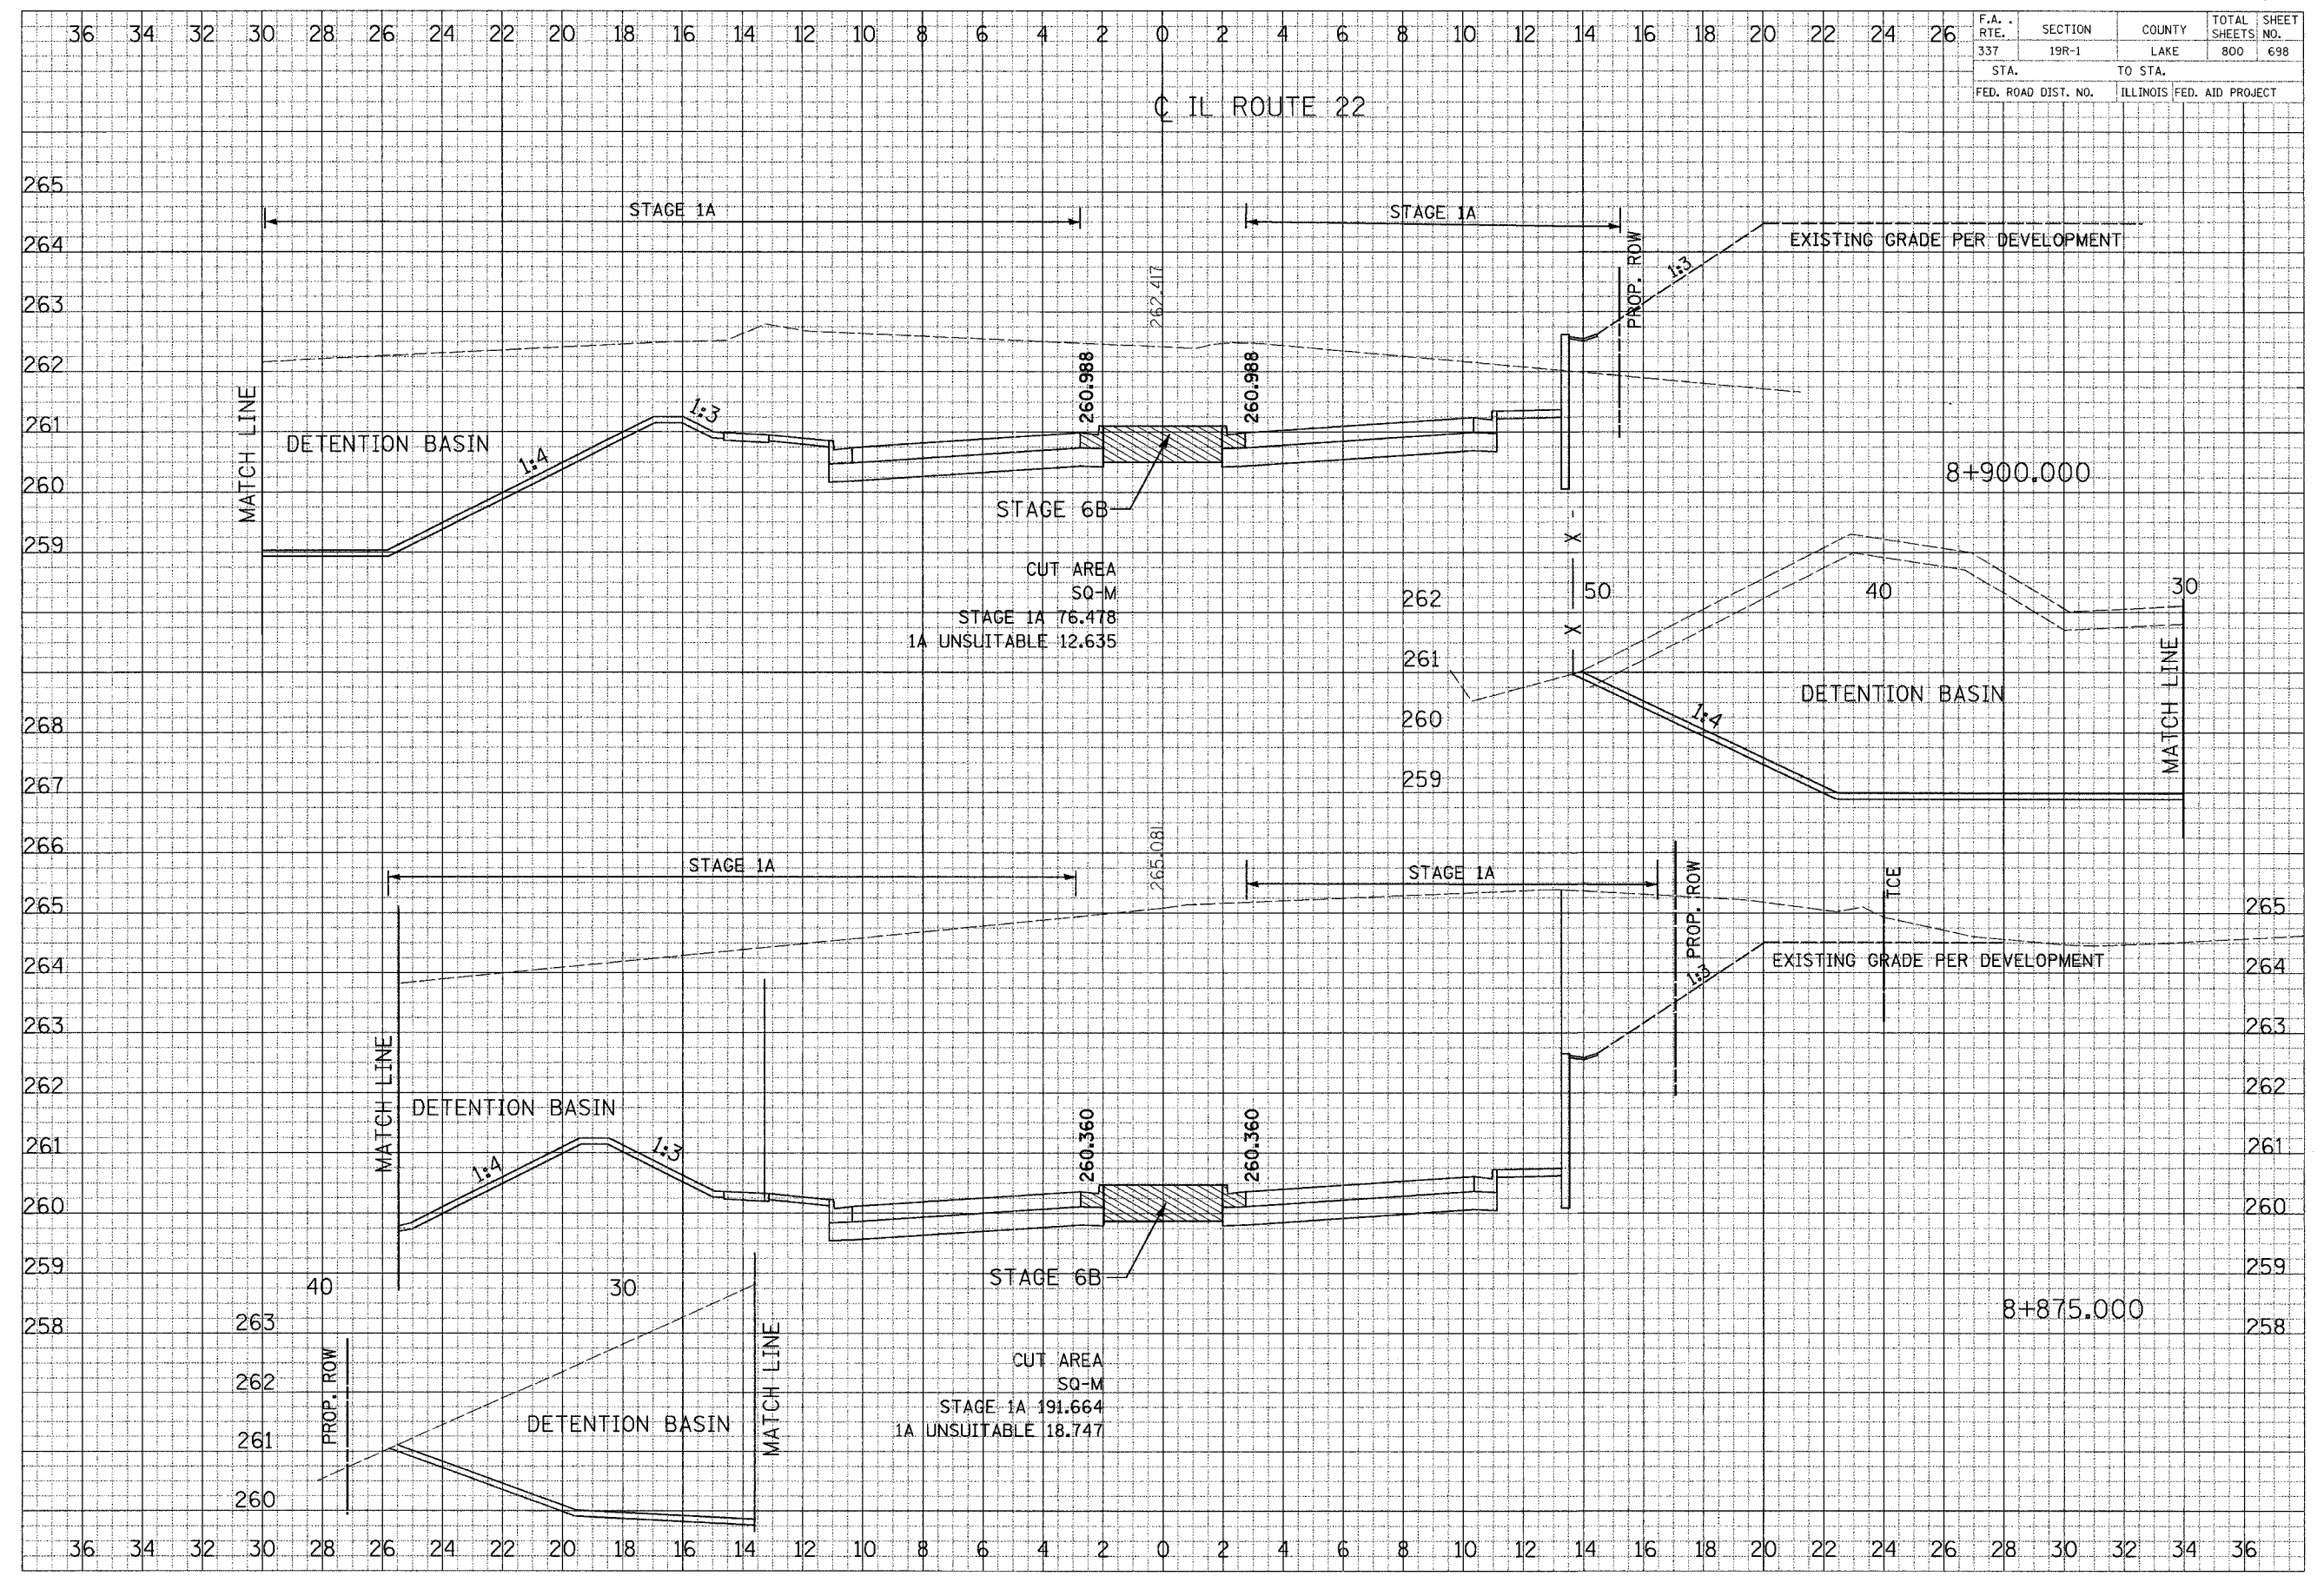 36 34 32 30 28 26 24 22 20 18 16 14 12 10 8 6 4 2 0 2 4 6 8 10 12 14 16 18 20 22 24 26
F.A. . RTE. SECTION COUNTY TOTAL SHEETS SHEET NO.
337 19R-1 LAKE 800 698
STA. TO STA.
FED. ROAD DIST. NO. ILLINOIS FED. AID PROJECT
℄ IL ROUTE 22
265
264
263
262
261
260
259
STAGE 1A
STAGE 1A
PROP. ROW
1:3
EXISTING GRADE PER DEVELOPMENT
262.417
260.988
260.988
MATCH LINE
DETENTION BASIN
1:4
1:3
STAGE 6B
8+900.000
CUT AREA
SQ-M
STAGE 1A 76.478
1A UNSUITABLE 12.635
X X
50 40 30
262
261
260
259
DETENTION BASIN
1:4
MATCH LINE
268
267
266
265
264
263
262
261
260
259
258
STAGE 1A
265.081
STAGE 1A
PROP. ROW
TCE
1:3
EXISTING GRADE PER DEVELOPMENT
265
264
263
262
261
260
259
258
MATCH LINE
DETENTION BASIN
1:4
1:3
260.360
260.360
STAGE 6B
8+875.000
40 30
263
262
261
260
PROP. ROW
DETENTION BASIN
MATCH LINE
CUT AREA
SQ-M
STAGE 1A 191.664
1A UNSUITABLE 18.747
36 34 32 30 28 26 24 22 20 18 16 14 12 10 8 6 4 2 0 2 4 6 8 10 12 14 16 18 20 22 24 26 28 30 32 34 36